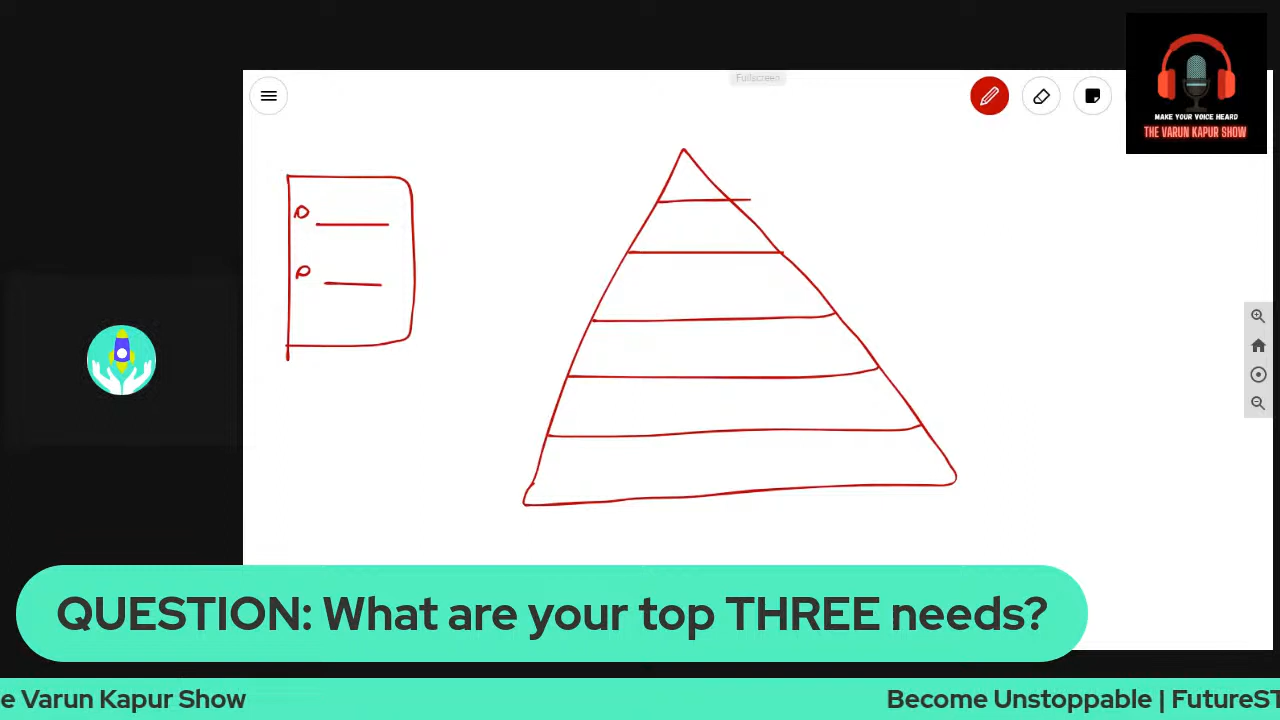 Fullscreen
MAKE YOUR VOICE HEARD
THE VARUN KAPUR SHOW
QUESTION: What are your top THREE needs?
e Varun Kapur Show
Become Unstoppable | FutureST